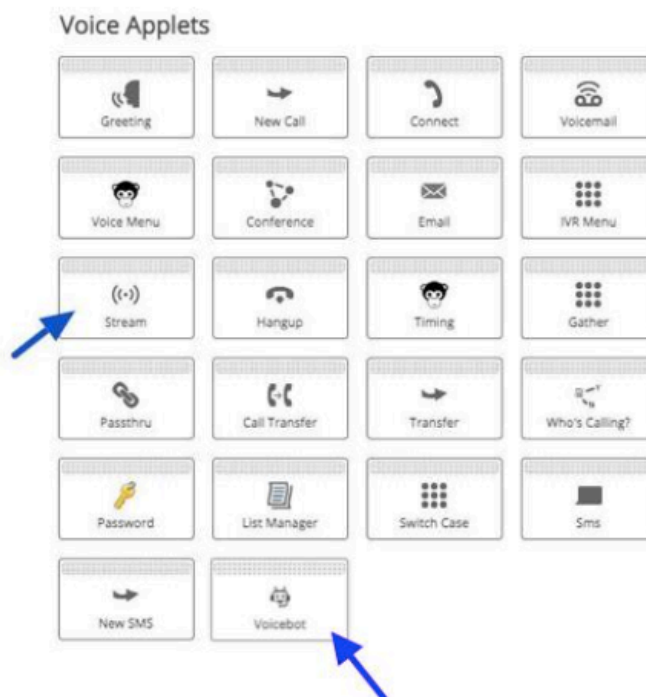 Voice Applets
Greeting New Call Connect Voicemail
Voice Menu Conference Email IVR Menu
Stream Hangup Timing Gather
Passthru Call Transfer Transfer Who's Calling?
Password List Manager Switch Case Sms
New SMS Voicebot